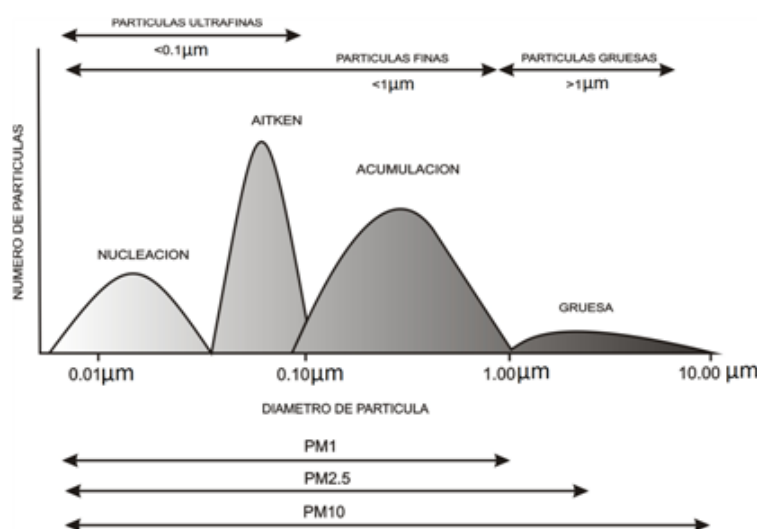 PARTICULAS ULTRAFINAS
<0.1µm
PARTICULAS FINAS
<1µm
PARTICULAS GRUESAS
>1µm
AITKEN
ACUMULACION
NUCLEACION
GRUESA
NUMERO DE PARTICULAS
0.01µm
0.10µm
1.00µm
10.00 µm
DIAMETRO DE PARTICULA
PM1
PM2.5
PM10